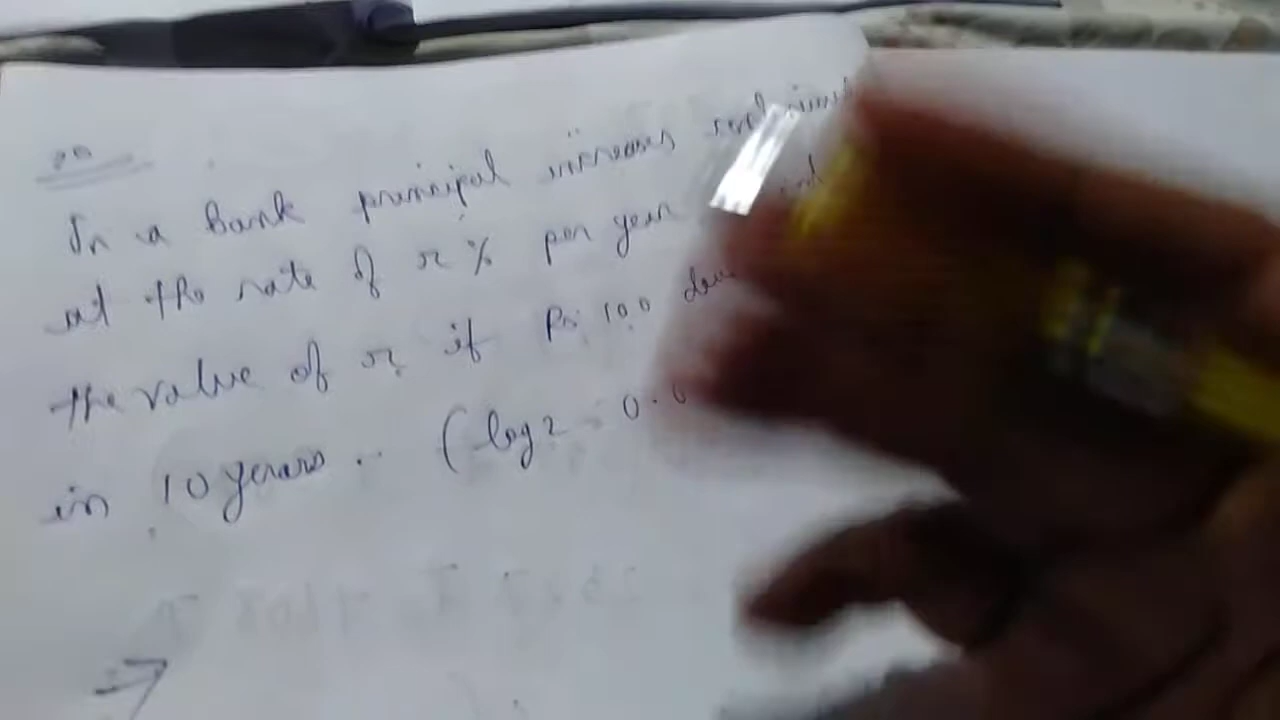 20
In a bank principal increases
at the rate of r % per year
the value of r if Rs 100
in 10 years .. ( log 2 = 0.